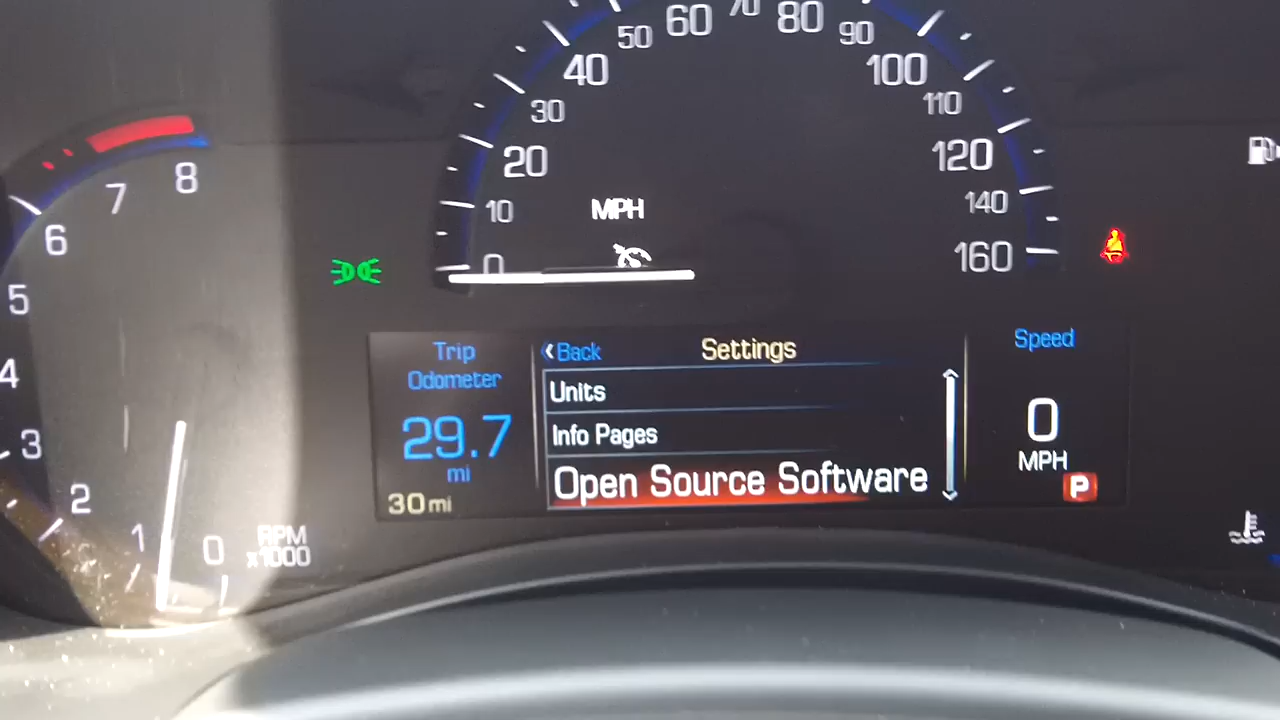 60
70
80
50
90
40
100
30
110
20
120
10
MPH
140
0
160
8
7
6
5
4
3
2
1
0
RPM
x1000
Trip
Odometer
29.7
mi
30 mi
Back
Settings
Units
Info Pages
Open Source Software
Speed
0
MPH
P